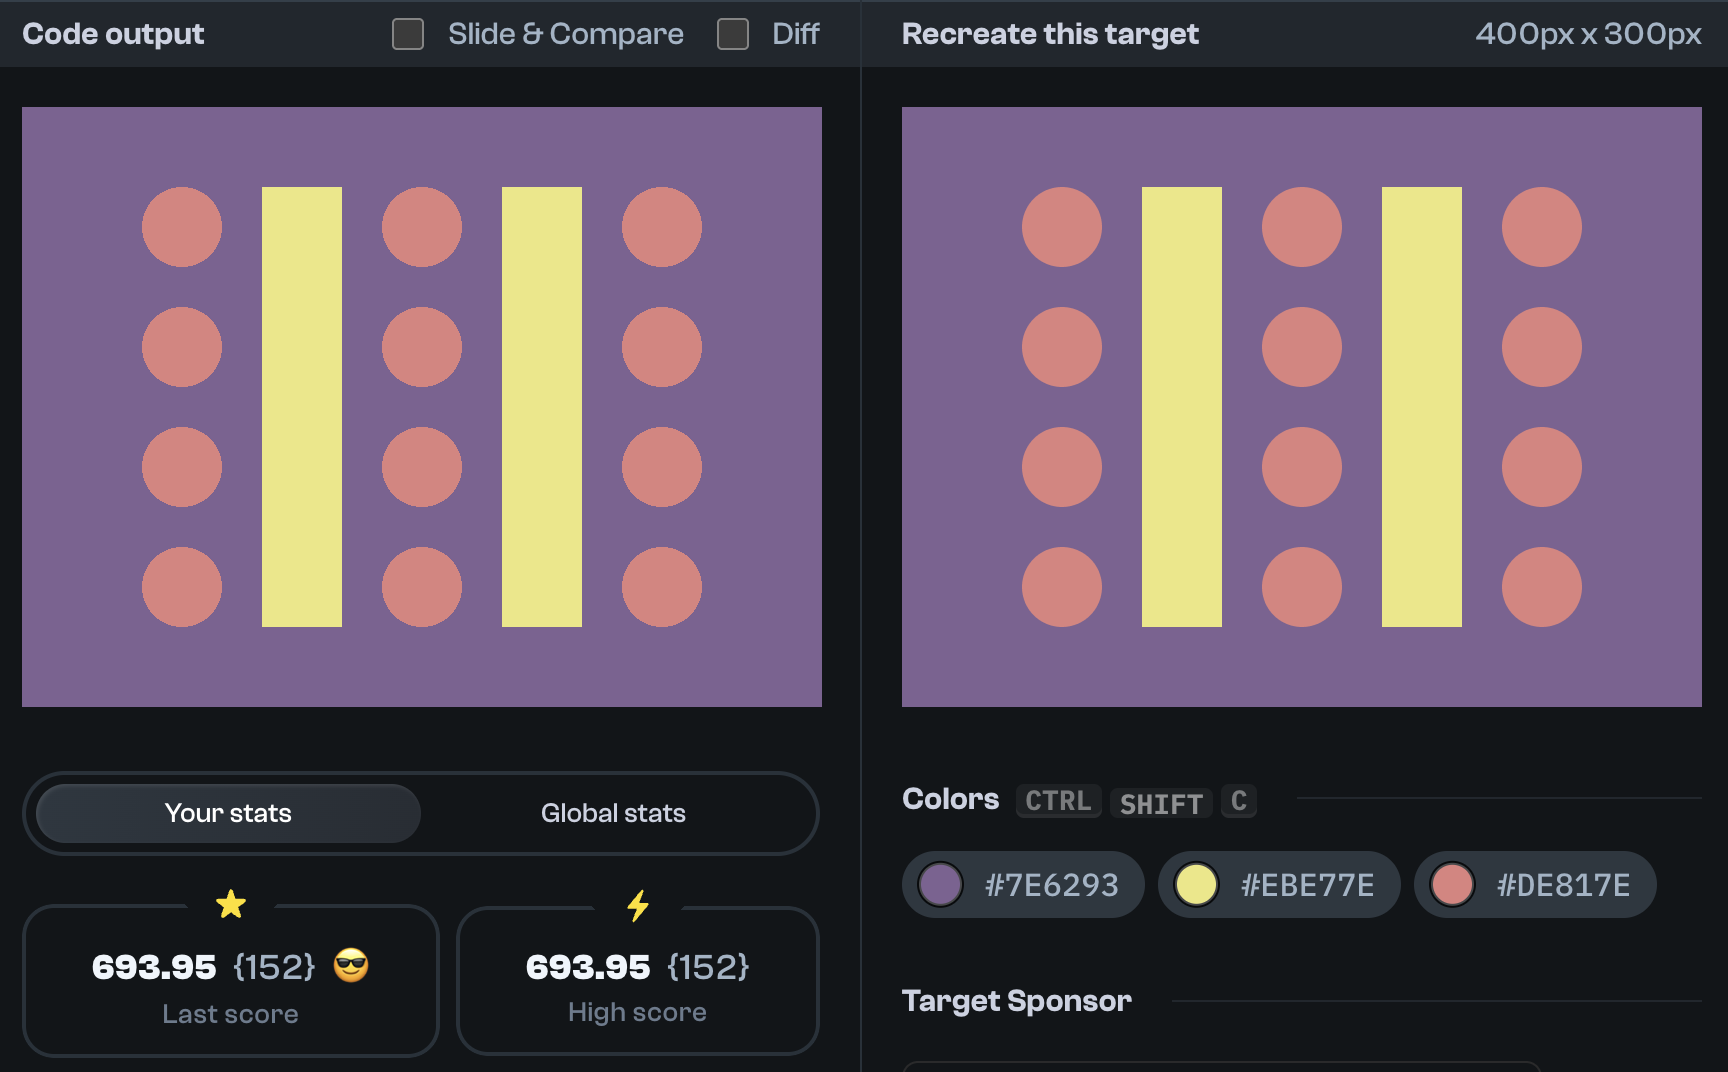 Code output
Slide & Compare
Diff
Recreate this target
400px x 300px
Your stats
Global stats
693.95 {152}
Last score
693.95 {152}
High score
Colors CTRL SHIFT C
#7E6293
#EBE77E
#DE817E
Target Sponsor